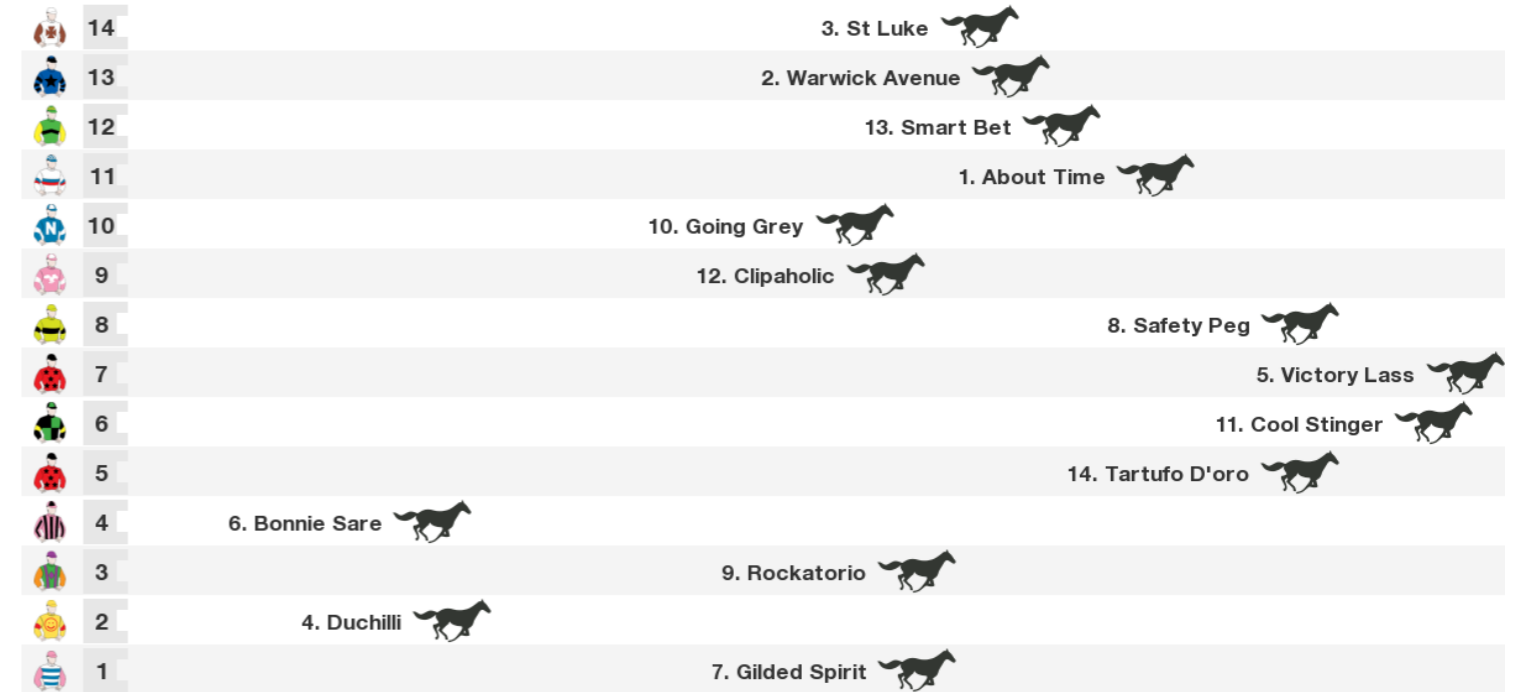 14 3. St Luke
13 2. Warwick Avenue
12 13. Smart Bet
11 1. About Time
10 N 10. Going Grey
9 12. Clipaholic
8 8. Safety Peg
7 5. Victory Lass
6 11. Cool Stinger
5 14. Tartufo D'oro
4 6. Bonnie Sare
3 9. Rockatorio
2 4. Duchilli
1 7. Gilded Spirit